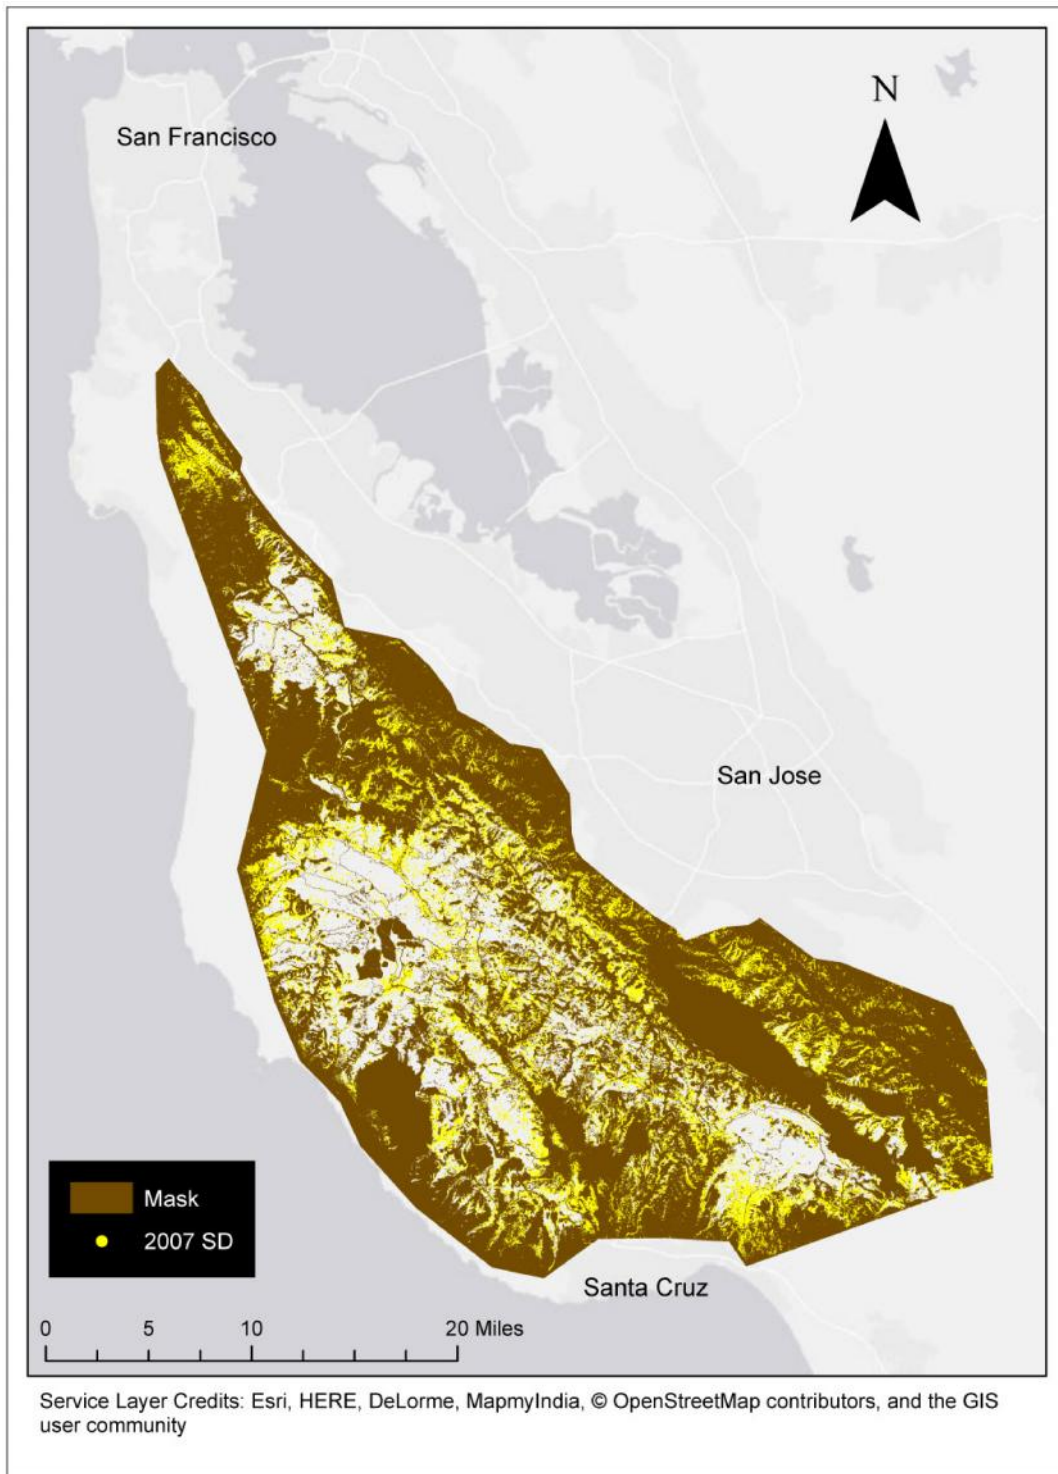 San Francisco
N
San Jose
Mask
2007 SD
Santa Cruz
0 5 10 20 Miles
Service Layer Credits: Esri, HERE, DeLorme, MapmyIndia, © OpenStreetMap contributors, and the GIS
user community